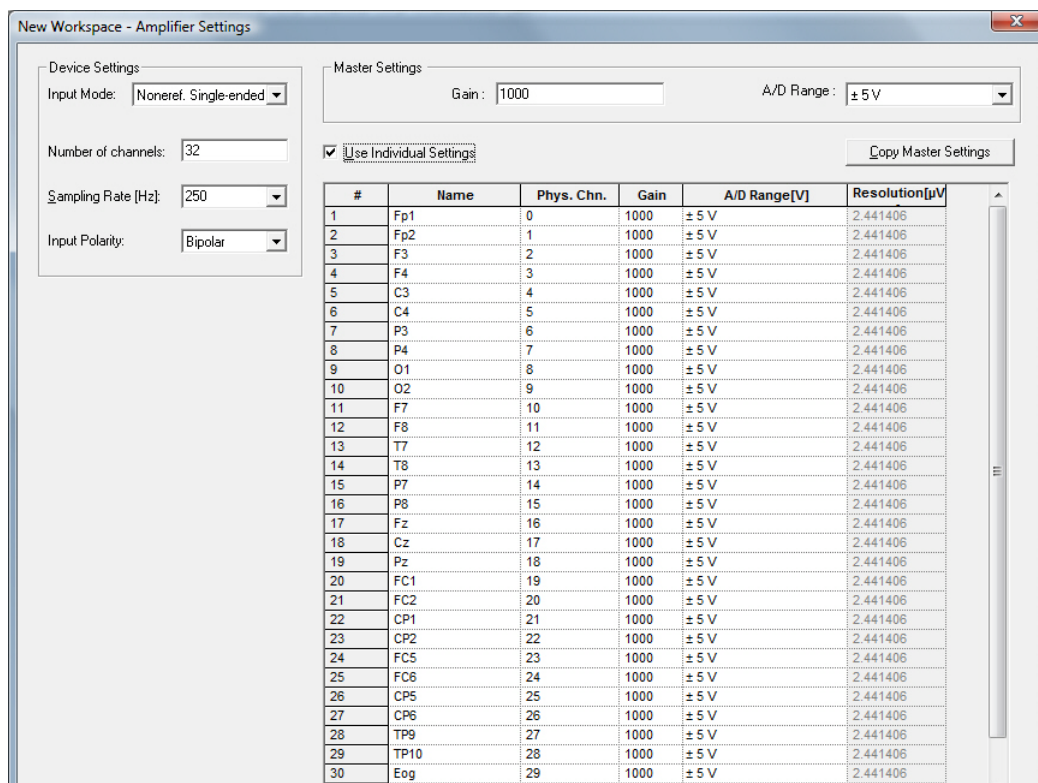 New Workspace - Amplifier Settings
Device Settings
Input Mode: Noneref. Single-ended
Number of channels: 32
Sampling Rate [Hz]: 250
Input Polarity: Bipolar
Master Settings
Gain : 1000
A/D Range : ± 5 V
Use Individual Settings
Copy Master Settings
# Name Phys. Chn. Gain A/D Range[V] Resolution[µV
1 Fp1 0 1000 ± 5 V 2.441406
2 Fp2 1 1000 ± 5 V 2.441406
3 F3 2 1000 ± 5 V 2.441406
4 F4 3 1000 ± 5 V 2.441406
5 C3 4 1000 ± 5 V 2.441406
6 C4 5 1000 ± 5 V 2.441406
7 P3 6 1000 ± 5 V 2.441406
8 P4 7 1000 ± 5 V 2.441406
9 O1 8 1000 ± 5 V 2.441406
10 O2 9 1000 ± 5 V 2.441406
11 F7 10 1000 ± 5 V 2.441406
12 F8 11 1000 ± 5 V 2.441406
13 T7 12 1000 ± 5 V 2.441406
14 T8 13 1000 ± 5 V 2.441406
15 P7 14 1000 ± 5 V 2.441406
16 P8 15 1000 ± 5 V 2.441406
17 Fz 16 1000 ± 5 V 2.441406
18 Cz 17 1000 ± 5 V 2.441406
19 Pz 18 1000 ± 5 V 2.441406
20 FC1 19 1000 ± 5 V 2.441406
21 FC2 20 1000 ± 5 V 2.441406
22 CP1 21 1000 ± 5 V 2.441406
23 CP2 22 1000 ± 5 V 2.441406
24 FC5 23 1000 ± 5 V 2.441406
25 FC6 24 1000 ± 5 V 2.441406
26 CP5 25 1000 ± 5 V 2.441406
27 CP6 26 1000 ± 5 V 2.441406
28 TP9 27 1000 ± 5 V 2.441406
29 TP10 28 1000 ± 5 V 2.441406
30 Eog 29 1000 ± 5 V 2.441406